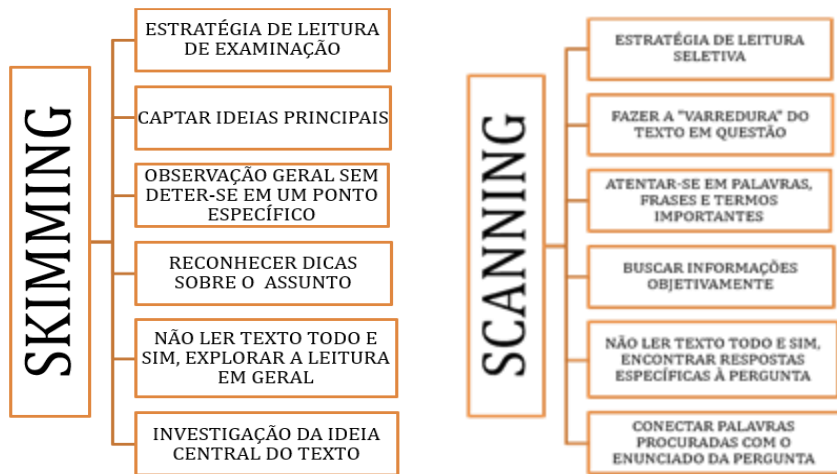 SKIMMING
ESTRATÉGIA DE LEITURA
DE EXAMINAÇÃO
CAPTAR IDEIAS PRINCIPAIS
OBSERVAÇÃO GERAL SEM
DETER-SE EM UM PONTO
ESPECÍFICO
RECONHECER DICAS
SOBRE O ASSUNTO
NÃO LER TEXTO TODO E
SIM, EXPLORAR A LEITURA
EM GERAL
INVESTIGAÇÃO DA IDEIA
CENTRAL DO TEXTO
SCANNING
ESTRATÉGIA DE LEITURA
SELETIVA
FAZER A "VARREDURA" DO
TEXTO EM QUESTÃO
ATENTAR-SE EM PALAVRAS,
FRASES E TERMOS
IMPORTANTES
BUSCAR INFORMAÇÕES
OBJETIVAMENTE
NÃO LER TEXTO TODO E SIM,
ENCONTRAR RESPOSTAS
ESPECÍFICAS À PERGUNTA
CONECTAR PALAVRAS
PROCURADAS COM O
ENUNCIADO DA PERGUNTA